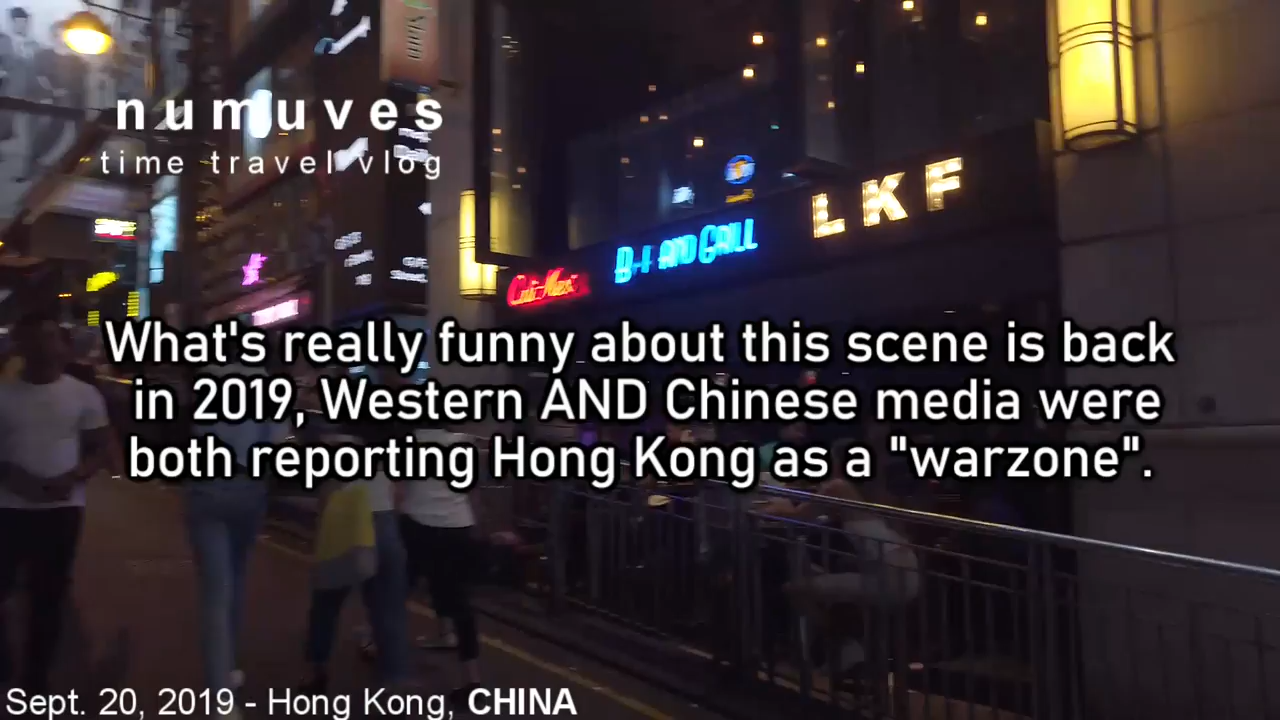 numuves
time travel vlog
LKF
What's really funny about this scene is back
in 2019, Western AND Chinese media were
both reporting Hong Kong as a "warzone".
Sept. 20, 2019 - Hong Kong, CHINA